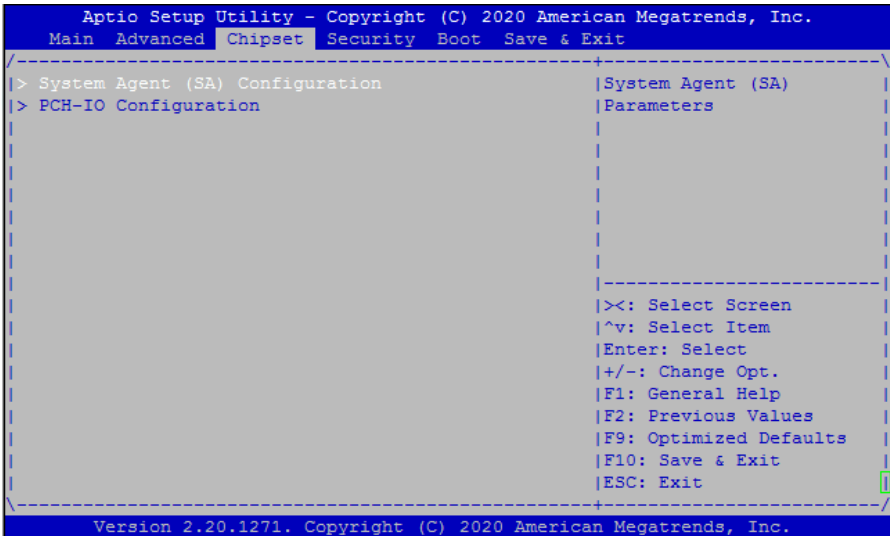 Aptio Setup Utility – Copyright (C) 2020 American Megatrends, Inc.
Main Advanced Chipset Security Boot Save & Exit
/----------------------------------------------------+-------------------------\
|> System Agent (SA) Configuration |System Agent (SA) |
|> PCH-IO Configuration |Parameters |
| | |
| | |
| | |
| | |
| | |
| | |
| | |
| |-------------------------|
| |><: Select Screen |
| |^v: Select Item |
| |Enter: Select |
| |+/-: Change Opt. |
| |F1: General Help |
| |F2: Previous Values |
| |F9: Optimized Defaults |
| |F10: Save & Exit |
| |ESC: Exit |
\----------------------------------------------------+-------------------------/
Version 2.20.1271. Copyright (C) 2020 American Megatrends, Inc.